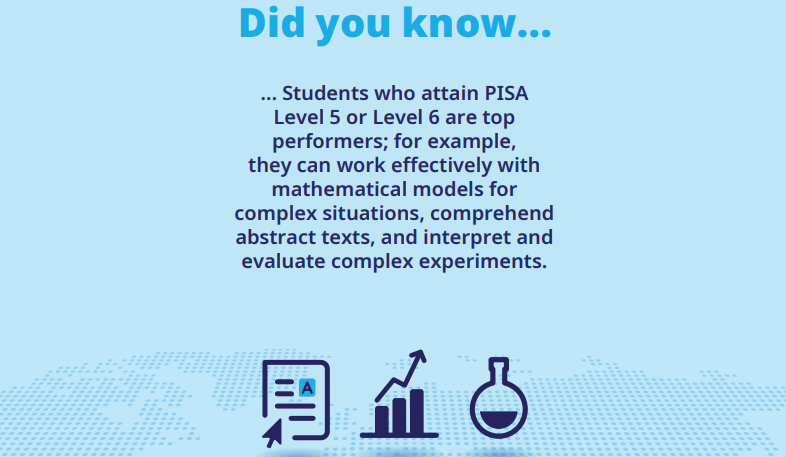 Did you know...
... Students who attain PISA
Level 5 or Level 6 are top
performers; for example,
they can work effectively with
mathematical models for
complex situations, comprehend
abstract texts, and interpret and
evaluate complex experiments.
A